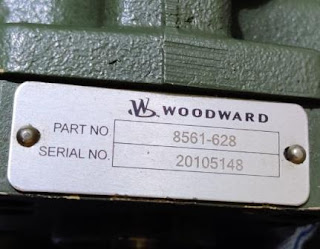 WOODWARD
PART NO 8561-628
SERIAL NO. 20105148